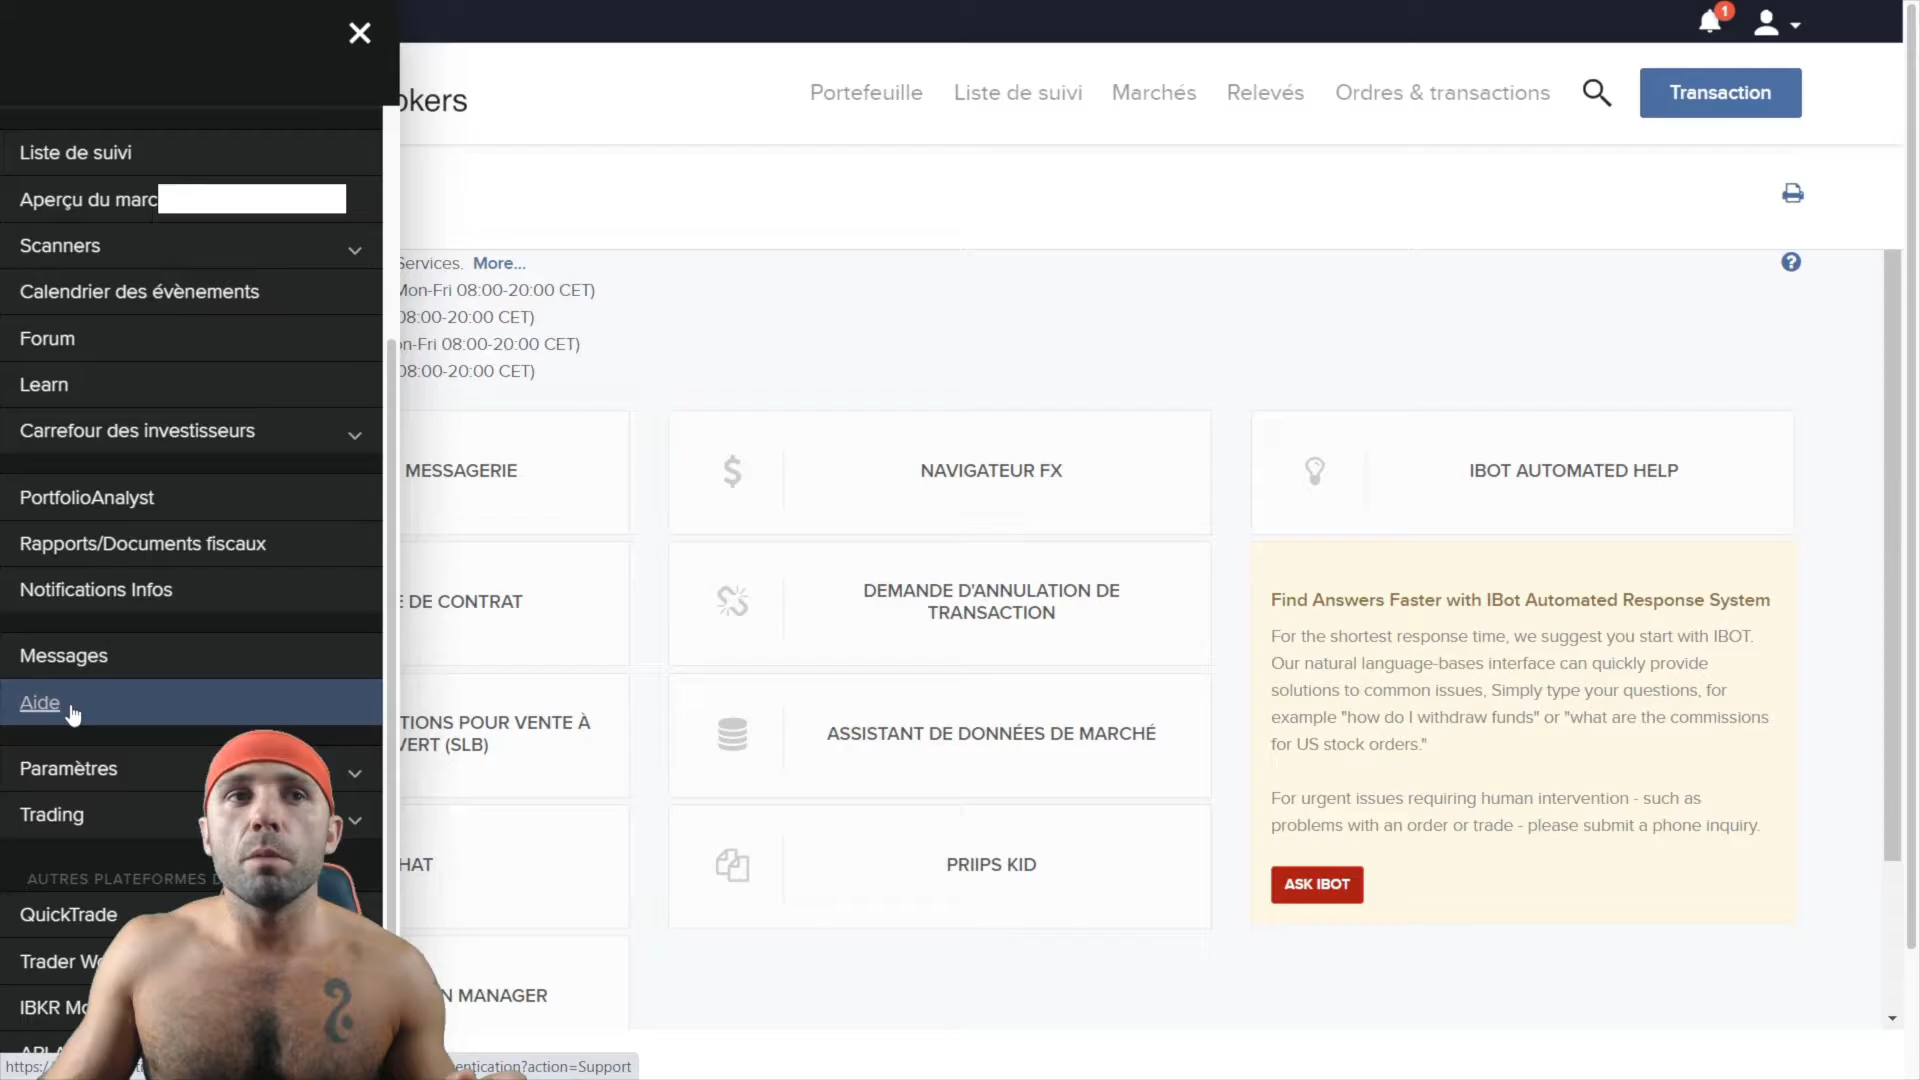 1
okers
Portefeuille
Liste de suivi
Marchés
Relevés
Ordres & transactions
Transaction
Liste de suivi
Aperçu du marc
Scanners
Calendrier des évènements
Forum
Learn
Carrefour des investisseurs
PortfolioAnalyst
Rapports/Documents fiscaux
Notifications Infos
Messages
Aide
Paramètres
Trading
AUTRES PLATEFORMES D
QuickTrade
Trader Wo
IBKR Mo
Services. More...
Mon-Fri 08:00-20:00 CET)
08:00-20:00 CET)
on-Fri 08:00-20:00 CET)
08:00-20:00 CET)
MESSAGERIE
E DE CONTRAT
TIONS POUR VENTE À
VERT (SLB)
HAT
N MANAGER
NAVIGATEUR FX
DEMANDE D'ANNULATION DE
TRANSACTION
ASSISTANT DE DONNÉES DE MARCHÉ
PRIIPS KID
IBOT AUTOMATED HELP
Find Answers Faster with IBot Automated Response System
For the shortest response time, we suggest you start with IBOT.
Our natural language-bases interface can quickly provide
solutions to common issues, Simply type your questions, for
example "how do I withdraw funds" or "what are the commissions
for US stock orders."
For urgent issues requiring human intervention - such as
problems with an order or trade - please submit a phone inquiry.
ASK IBOT
https:/
entication?action=Support